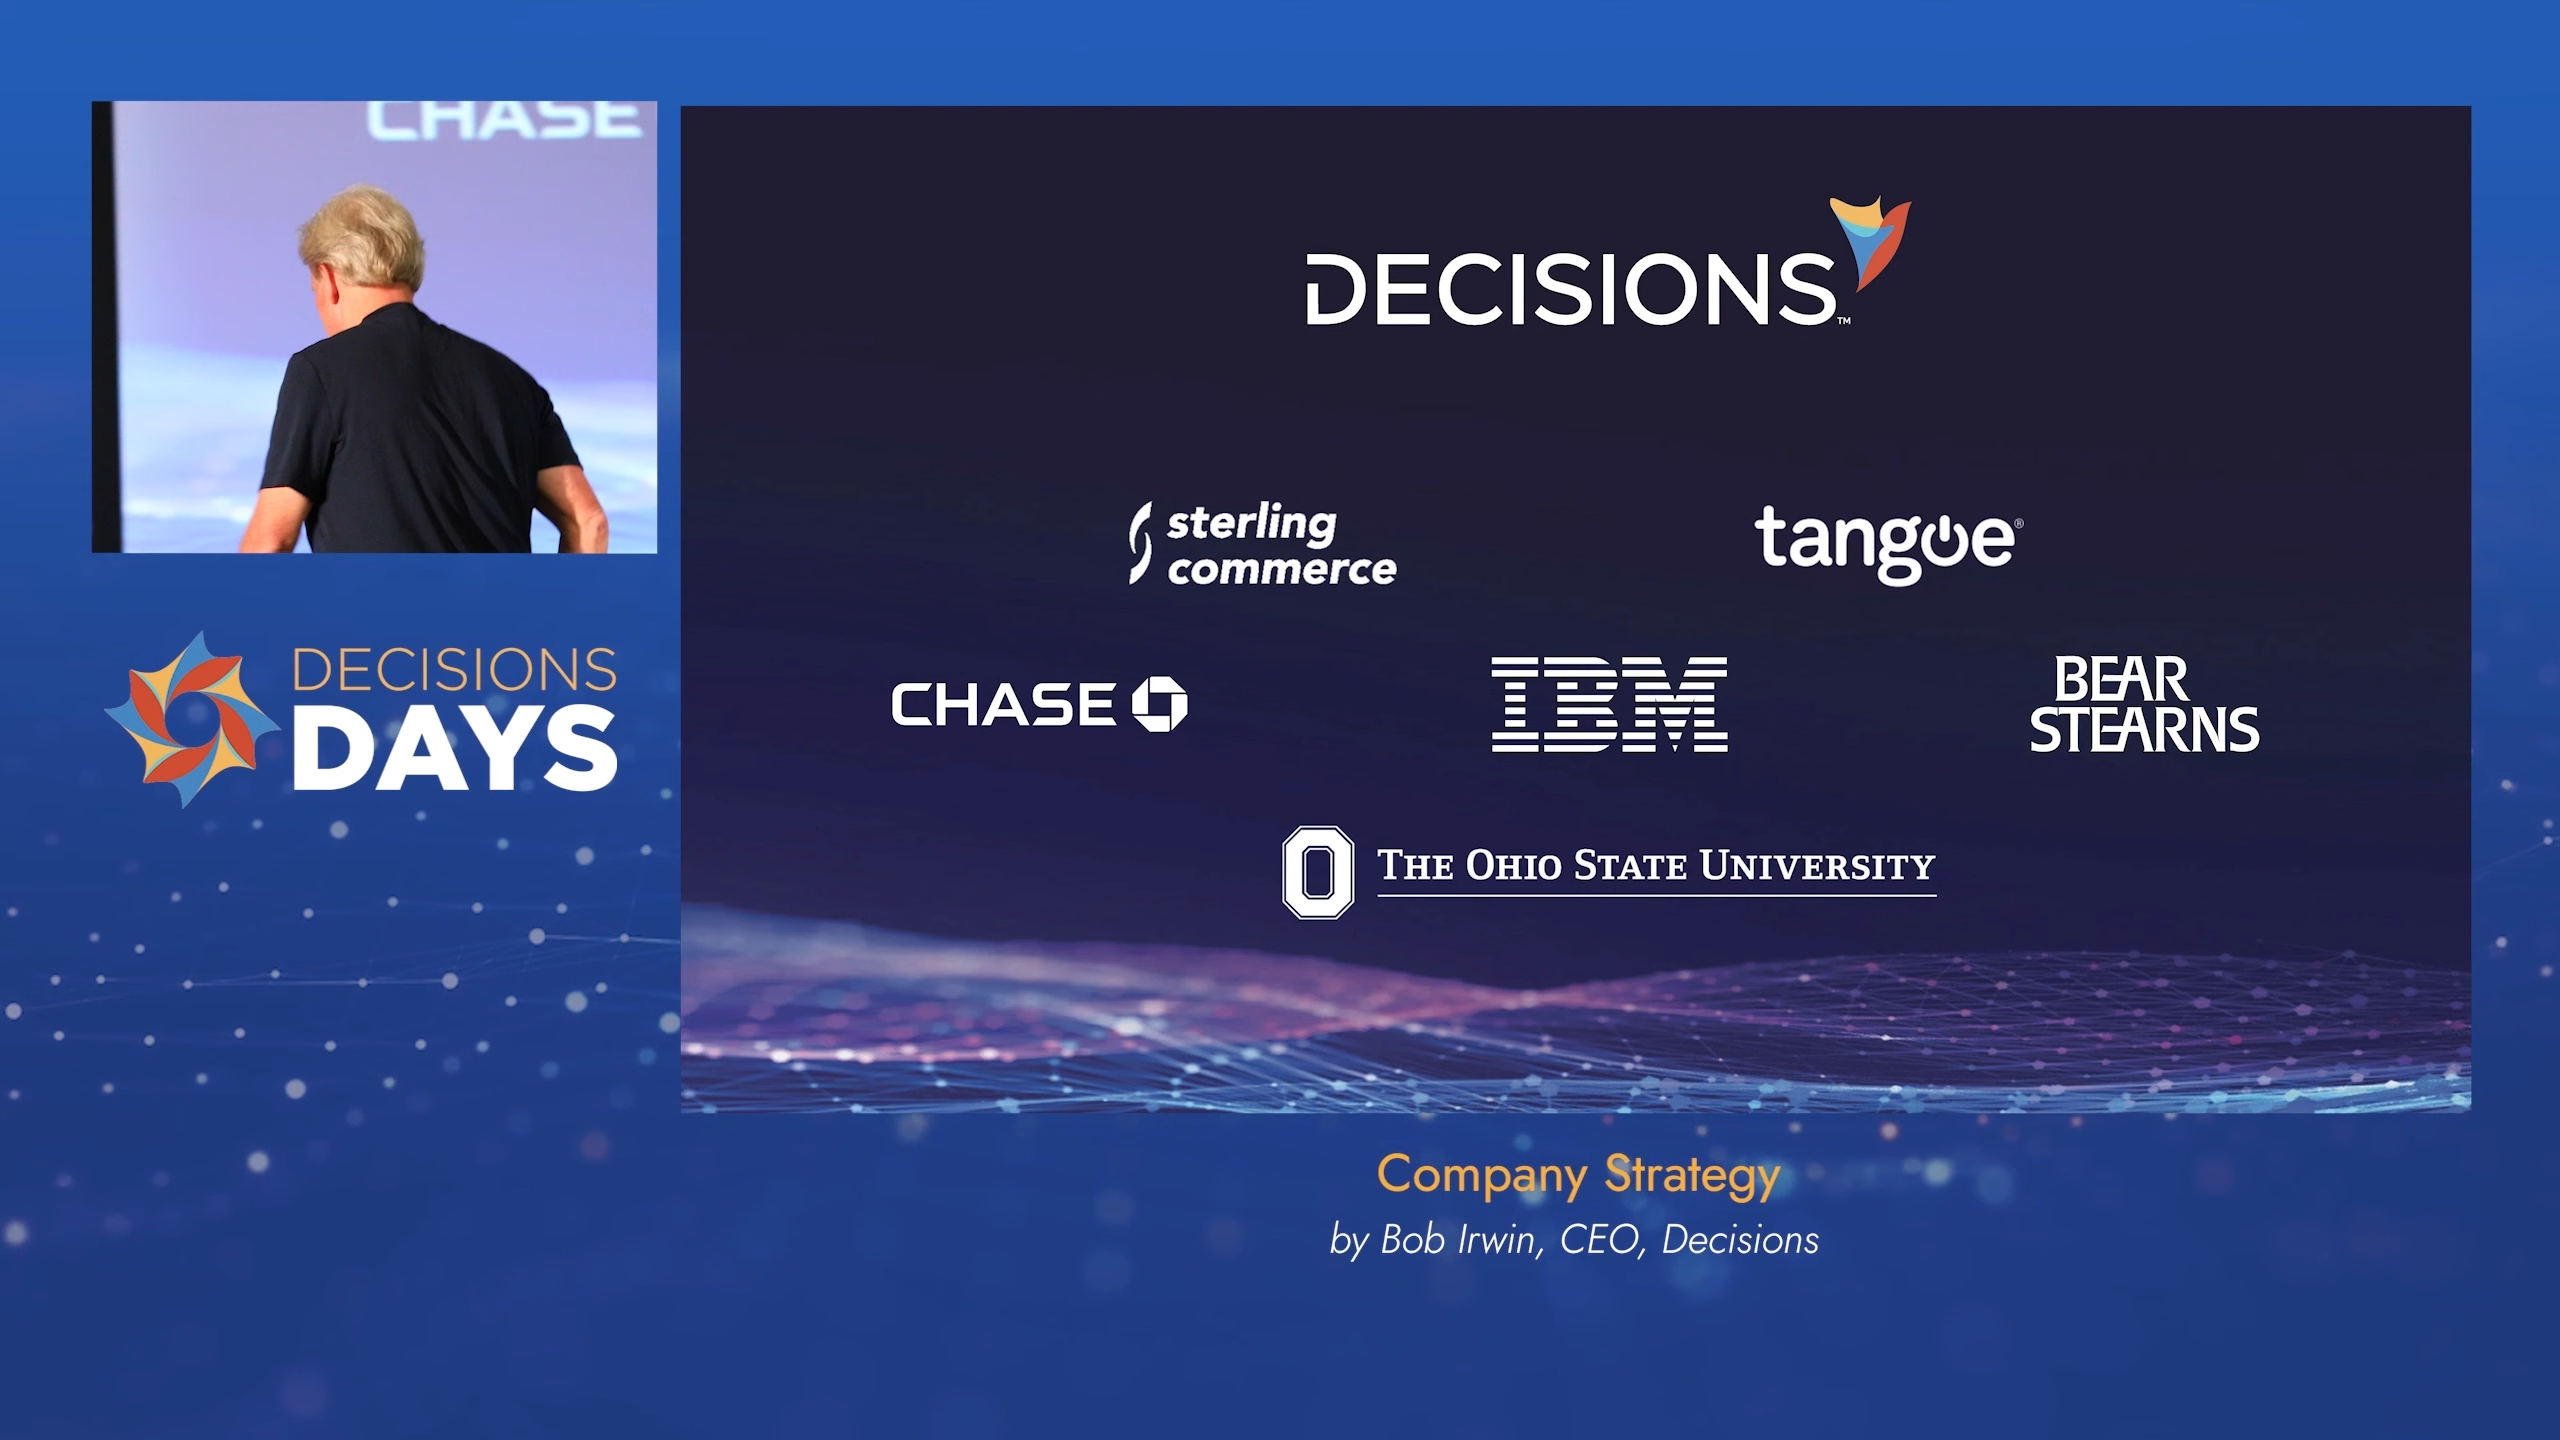 CHASE
DECISIONS
DAYS
DECISIONS™
sterling
commerce
tangoe®
CHASE
IBM
BEAR
STEARNS
THE OHIO STATE UNIVERSITY
Company Strategy
by Bob Irwin, CEO, Decisions